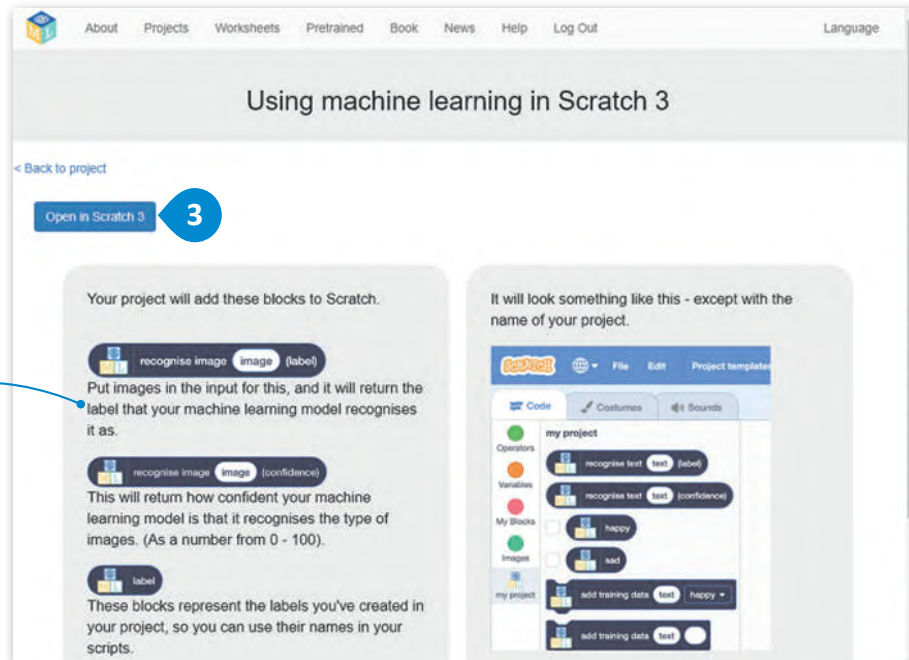 About Projects Worksheets Pretrained Book News Help Log Out Language
Using machine learning in Scratch 3
< Back to project
Open in Scratch 3
3
Your project will add these blocks to Scratch.
recognise image image (label)
Put images in the input for this, and it will return the
label that your machine learning model recognises
it as.
recognise image image (confidence)
This will return how confident your machine
learning model is that it recognises the type of
images. (As a number from 0 - 100).
label
These blocks represent the labels you've created in
your project, so you can use their names in your
scripts.
It will look something like this - except with the
name of your project.
SCRATCH File Edit Project templates
Code Costumes Sounds
Operators
Variables
My Blocks
Images
my project
my project
recognise text text (label)
recognise text text (confidence)
happy
sad
add training data text happy
add training data text